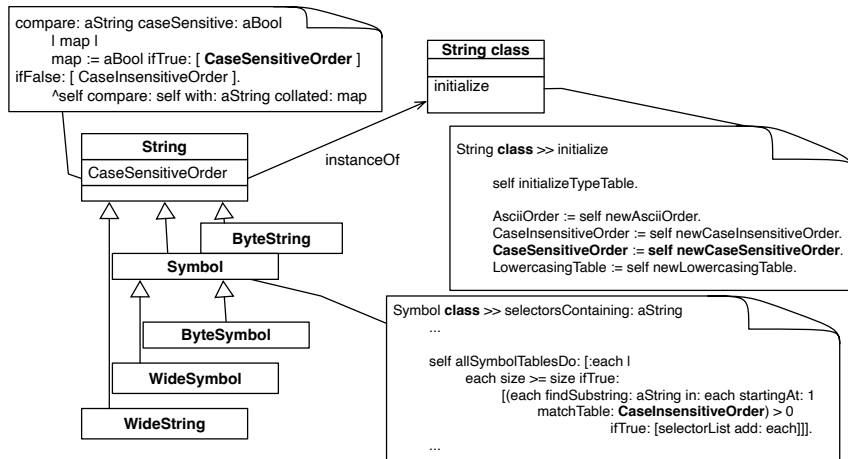 compare: aString caseSensitive: aBool
| map |
map := aBool ifTrue: [ CaseSensitiveOrder ]
ifFalse: [ CaseInsensitiveOrder ].
^self compare: self with: aString collated: map
String class
initialize
String
CaseSensitiveOrder
instanceOf
String class >> initialize
self initializeTypeTable.
AsciiOrder := self newAsciiOrder.
CaseInsensitiveOrder := self newCaseInsensitiveOrder.
CaseSensitiveOrder := self newCaseSensitiveOrder.
LowercasingTable := self newLowercasingTable.
ByteString
Symbol
ByteSymbol
WideSymbol
WideString
Symbol class >> selectorsContaining: aString
...
self allSymbolTablesDo: [:each |
each size >= size ifTrue:
[(each findSubstring: aString in: each startingAt: 1
matchTable: CaseInsensitiveOrder) > 0
ifTrue: [selectorList add: each]]].
...